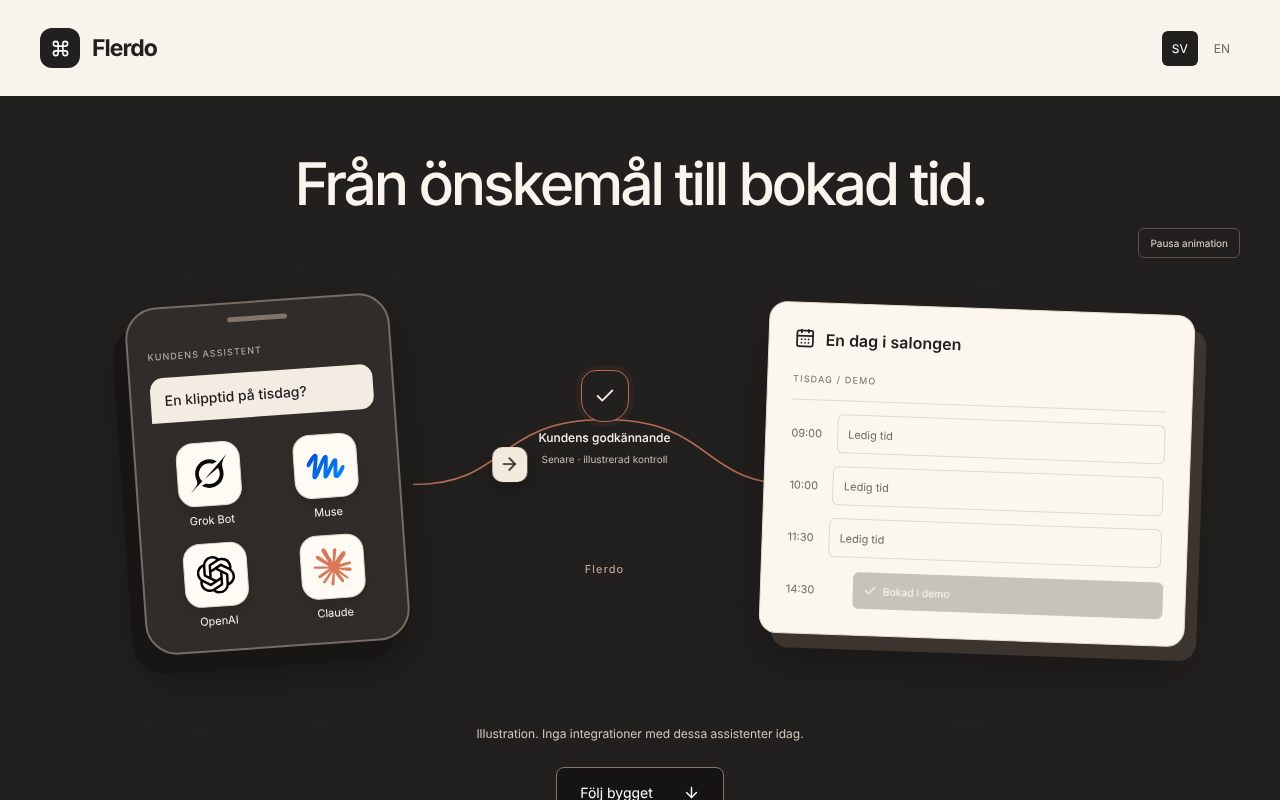 Flerdo
SV
EN
Från önskemål till bokad tid.
Pausa animation
KUNDENS ASSISTENT
En klipptid på tisdag?
Grok Bot
Muse
OpenAI
Claude
Kundens godkännande
Senare · illustrerad kontroll
Flerdo
En dag i salongen
TISDAG / DEMO
09:00 Ledig tid
10:00 Ledig tid
11:30 Ledig tid
14:30 Bokad i demo
Illustration. Inga integrationer med dessa assistenter idag.
Följ bygget